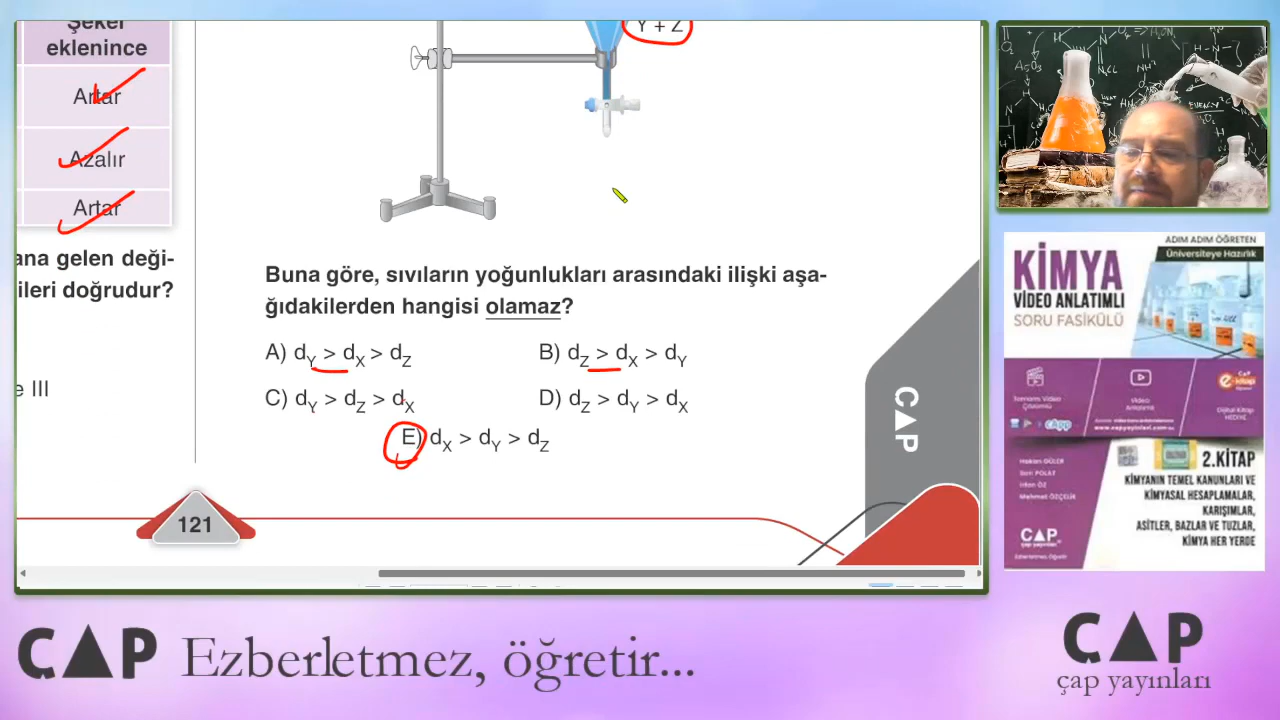 Şeker
eklenince
Artar
Azalır
Artar
ana gelen deği-
ileri doğrudur?
e III
Y + Z
Buna göre, sıvıların yoğunlukları arasındaki ilişki aşa-
ğıdakilerden hangisi olamaz?
A) dY > dX > dZ
B) dZ > dX > dY
C) dY > dZ > dX
D) dZ > dY > dX
E) dX > dY > dZ
121
ÇAP
ADIM ADIM ÖĞRETEN
Üniversiteye Hazırlık
KİMYA
VİDEO ANLATIMLI
SORU FASİKÜLÜ
2.KİTAP
KİMYANIN TEMEL KANUNLARI VE
KİMYASAL HESAPLAMALAR,
KARIŞIMLAR,
ASİTLER, BAZLAR VE TUZLAR,
KİMYA HER YERDE
ÇAP
ÇAP Ezberletmez, öğretir...
ÇAP
çap yayınları